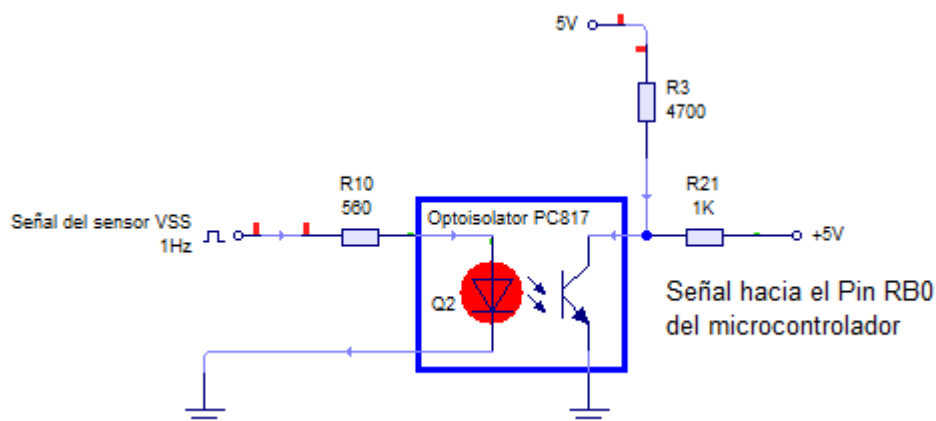 5V
R3
4700
R10
560
R21
1K
Señal del sensor VSS
1Hz
Optoisolator PC817
+5V
Q2
Señal hacia el Pin RB0
del microcontrolador